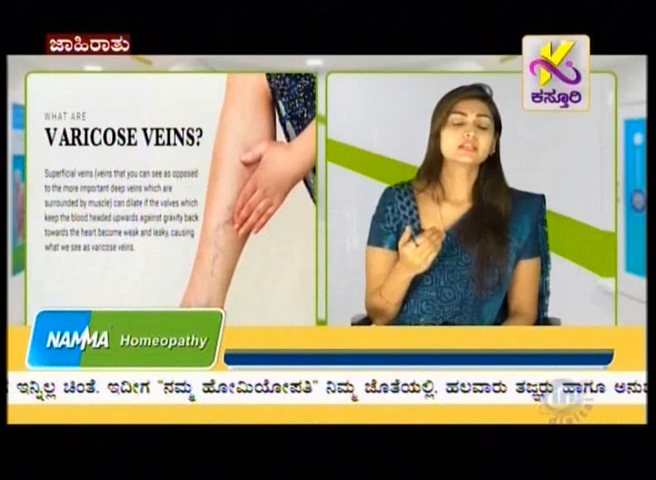 ಜಾಹಿರಾತು
ಕಸ್ತೂರಿ
WHAT ARE
VARICOSE VEINS?
Superficial veins (veins that you can see as opposed
to the more important deep veins which are
surrounded by muscle) can dilate if the valves which
keep the blood headed upwards against gravity back
towards the heart become weak and leaky, causing
what we see as varicose veins.
NAMMA Homeopathy
ಇನ್ನಿಲ್ಲ ಚಿಂತೆ. ಇದೀಗ "ನಮ್ಮ ಹೋಮಿಯೋಪತಿ" ನಿಮ್ಮ ಜೊತೆಯಲ್ಲಿ. ಹಲವಾರು ತಜ್ಞರು ಹಾಗೂ
in
digital